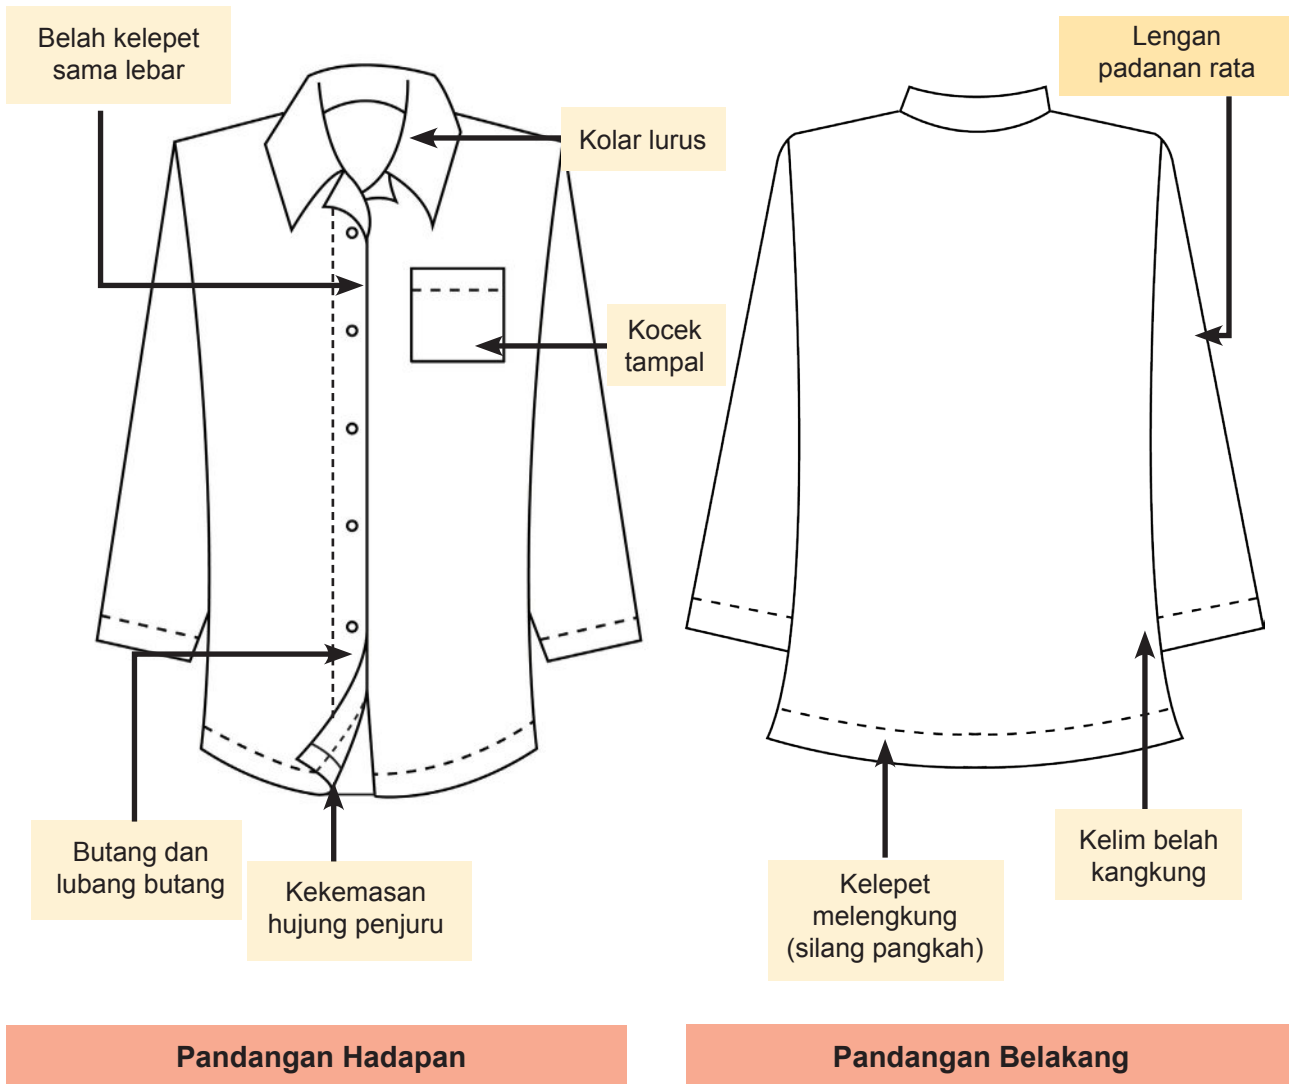 Belah kelepet
sama lebar
Kolar lurus
Kocek
tampal
Butang dan
lubang butang
Kekemasan
hujung penjuru
Pandangan Hadapan
Lengan
padanan rata
Kelim belah
kangkung
Kelepet
melengkung
(silang pangkah)
Pandangan Belakang